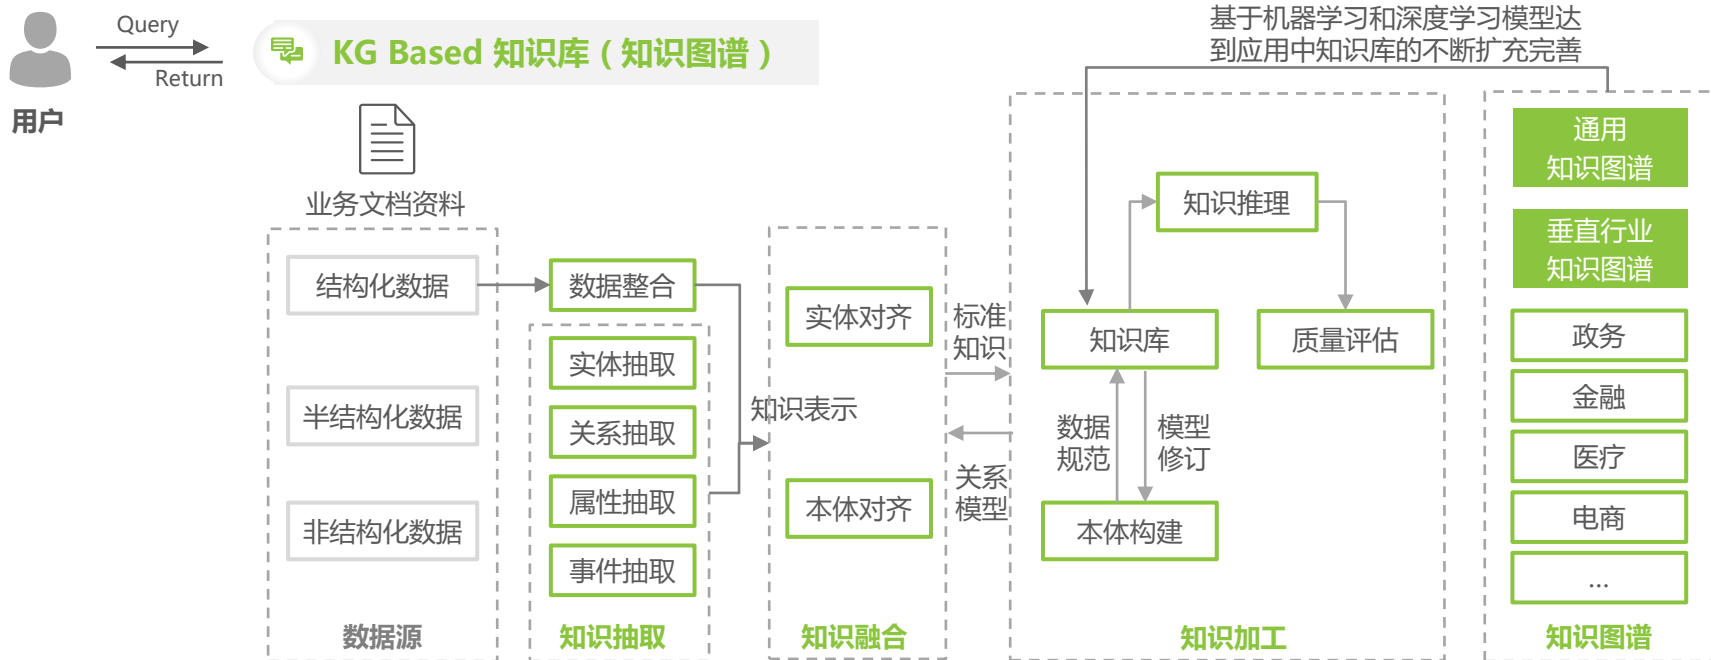 Query
Return
用户
KG Based 知识库（知识图谱）
基于机器学习和深度学习模型达
到应用中知识库的不断扩充完善
业务文档资料
结构化数据
半结构化数据
非结构化数据
数据源
数据整合
实体抽取
关系抽取
属性抽取
事件抽取
知识抽取
知识表示
实体对齐
本体对齐
知识融合
标准
知识
关系
模型
知识推理
知识库
质量评估
数据
规范
模型
修订
本体构建
知识加工
通用
知识图谱
垂直行业
知识图谱
政务
金融
医疗
电商
...
知识图谱